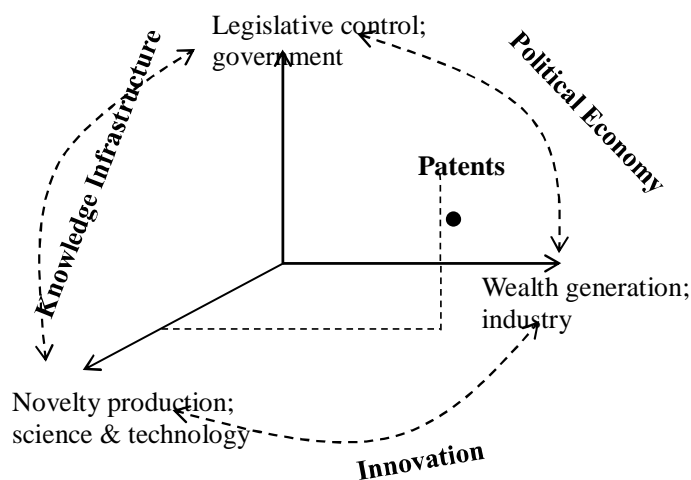 Legislative control;
government
Political Economy
Knowledge Infrastructure
Patents
Wealth generation;
industry
Novelty production;
science & technology
Innovation